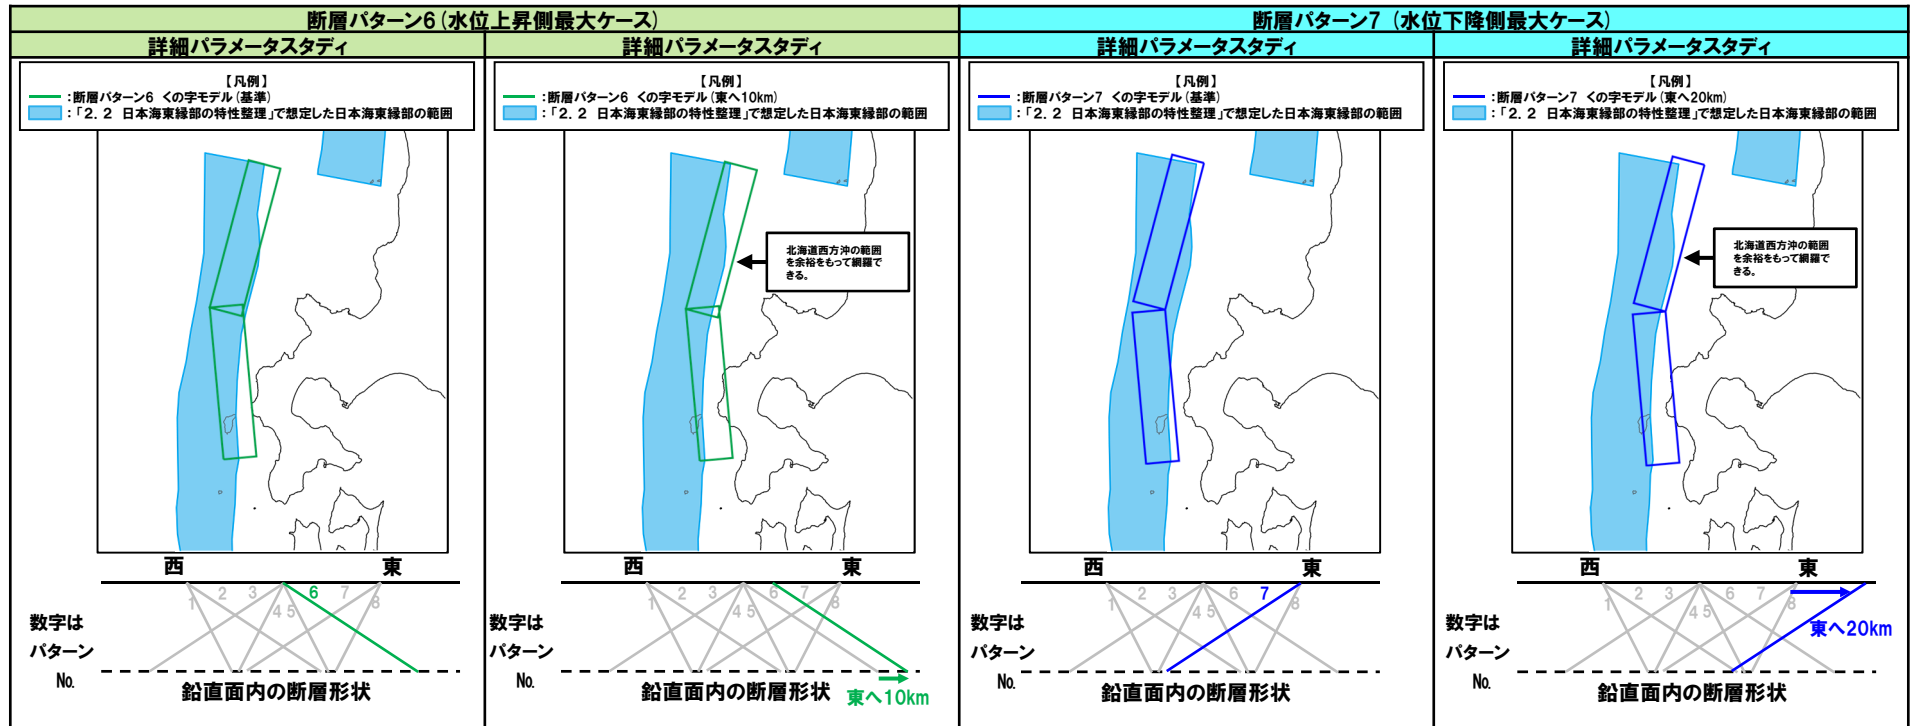 断層パターン6(水位上昇側最大ケース)
断層パターン7 (水位下降側最大ケース)
詳細パラメータスタディ
詳細パラメータスタディ
詳細パラメータスタディ
詳細パラメータスタディ
【凡例】
:断層パターン6 くの字モデル(基準)
:「2.2 日本海東縁部の特性整理」で想定した日本海東縁部の範囲
【凡例】
:断層パターン6 くの字モデル(東へ10km)
:「2.2 日本海東縁部の特性整理」で想定した日本海東縁部の範囲
【凡例】
:断層パターン7 くの字モデル(基準)
:「2.2 日本海東縁部の特性整理」で想定した日本海東縁部の範囲
【凡例】
:断層パターン7 くの字モデル(東へ20km)
:「2.2 日本海東縁部の特性整理」で想定した日本海東縁部の範囲
北海道西方沖の範囲
を余裕をもって網羅で
きる。
北海道西方沖の範囲
を余裕をもって網羅で
きる。
西 東
1 2 3 4 5 6 7 8
数字は
パターン
No.
鉛直面内の断層形状
西 東
1 2 3 4 5 6 7 8
数字は
パターン
No.
鉛直面内の断層形状
東へ10km
西 東
1 2 3 4 5 6 7 8
数字は
パターン
No.
鉛直面内の断層形状
西 東
1 2 3 4 5 6 7 8
東へ20km
数字は
パターン
No.
鉛直面内の断層形状